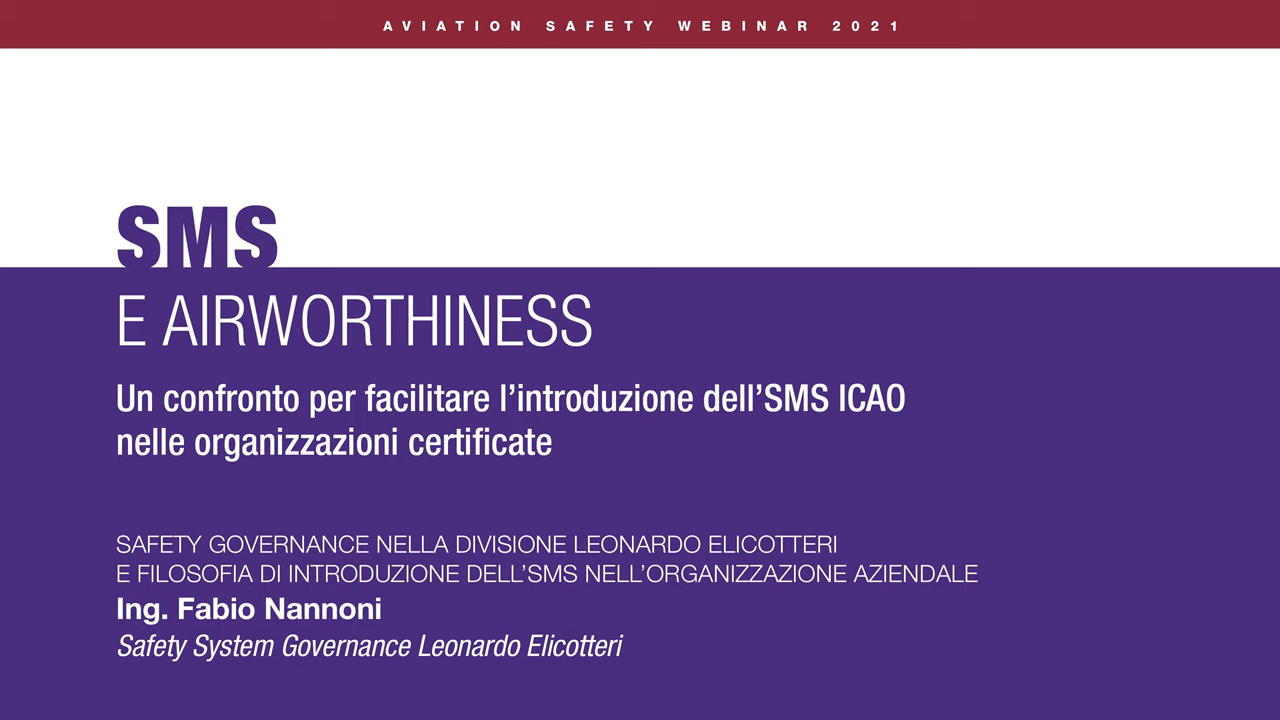 AVIATION SAFETY WEBINAR 2021
SMS
E AIRWORTHINESS
Un confronto per facilitare l’introduzione dell’SMS ICAO
nelle organizzazioni certificate
SAFETY GOVERNANCE NELLA DIVISIONE LEONARDO ELICOTTERI
E FILOSOFIA DI INTRODUZIONE DELL’SMS NELL’ORGANIZZAZIONE AZIENDALE
Ing. Fabio Nannoni
Safety System Governance Leonardo Elicotteri